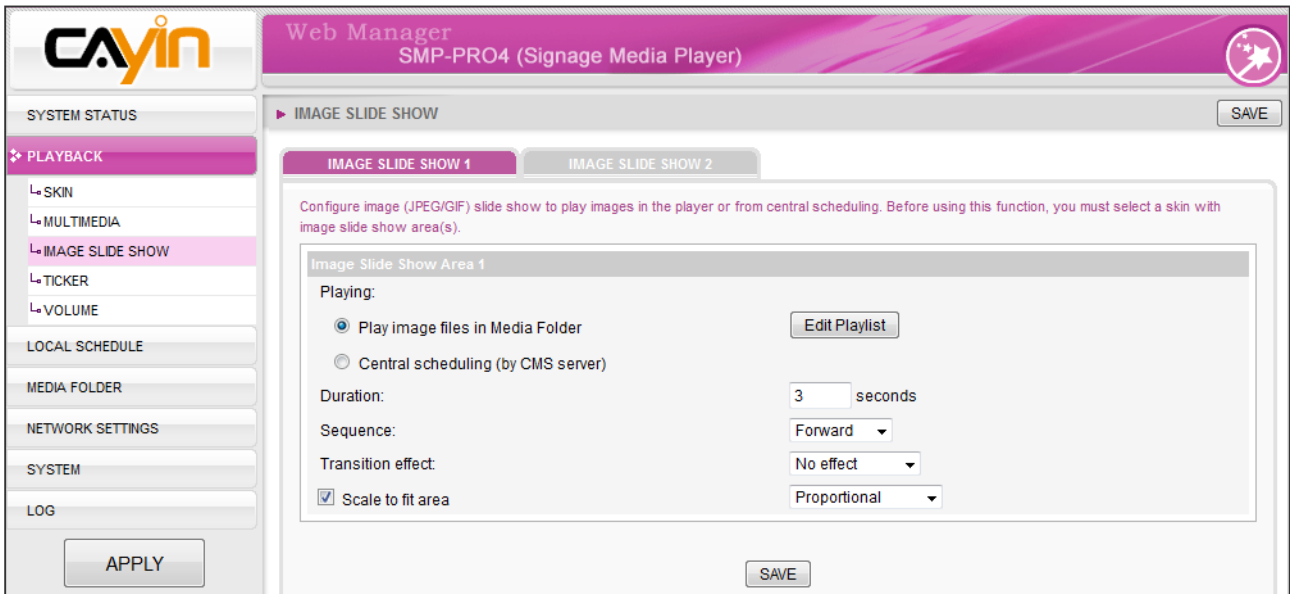 CAYIN
Web Manager
SMP-PRO4 (Signage Media Player)
SYSTEM STATUS
PLAYBACK
SKIN
MULTIMEDIA
IMAGE SLIDE SHOW
TICKER
VOLUME
LOCAL SCHEDULE
MEDIA FOLDER
NETWORK SETTINGS
SYSTEM
LOG
APPLY
IMAGE SLIDE SHOW
SAVE
IMAGE SLIDE SHOW 1
IMAGE SLIDE SHOW 2
Configure image (JPEG/GIF) slide show to play images in the player or from central scheduling. Before using this function, you must select a skin with
image slide show area(s).
Image Slide Show Area 1
Playing:
Play image files in Media Folder
Edit Playlist
Central scheduling (by CMS server)
Duration: 3 seconds
Sequence: Forward
Transition effect: No effect
Scale to fit area Proportional
SAVE